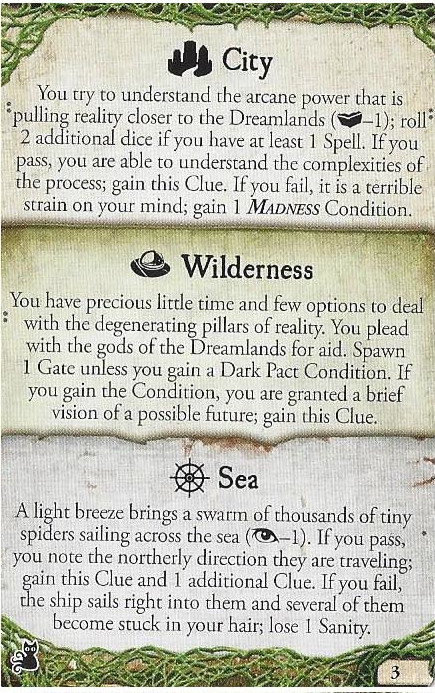 City
You try to understand the arcane power that is
pulling reality closer to the Dreamlands (–1); roll
2 additional dice if you have at least 1 Spell. If you
pass, you are able to understand the complexities of
the process; gain this Clue. If you fail, it is a terrible
strain on your mind; gain 1 MADNESS Condition.
Wilderness
You have precious little time and few options to deal
with the degenerating pillars of reality. You plead
with the gods of the Dreamlands for aid. Spawn
1 Gate unless you gain a Dark Pact Condition. If
you gain the Condition, you are granted a brief
vision of a possible future; gain this Clue.
Sea
A light breeze brings a swarm of thousands of tiny
spiders sailing across the sea (–1). If you pass,
you note the northerly direction they are traveling;
gain this Clue and 1 additional Clue. If you fail,
the ship sails right into them and several of them
become stuck in your hair; lose 1 Sanity.
3